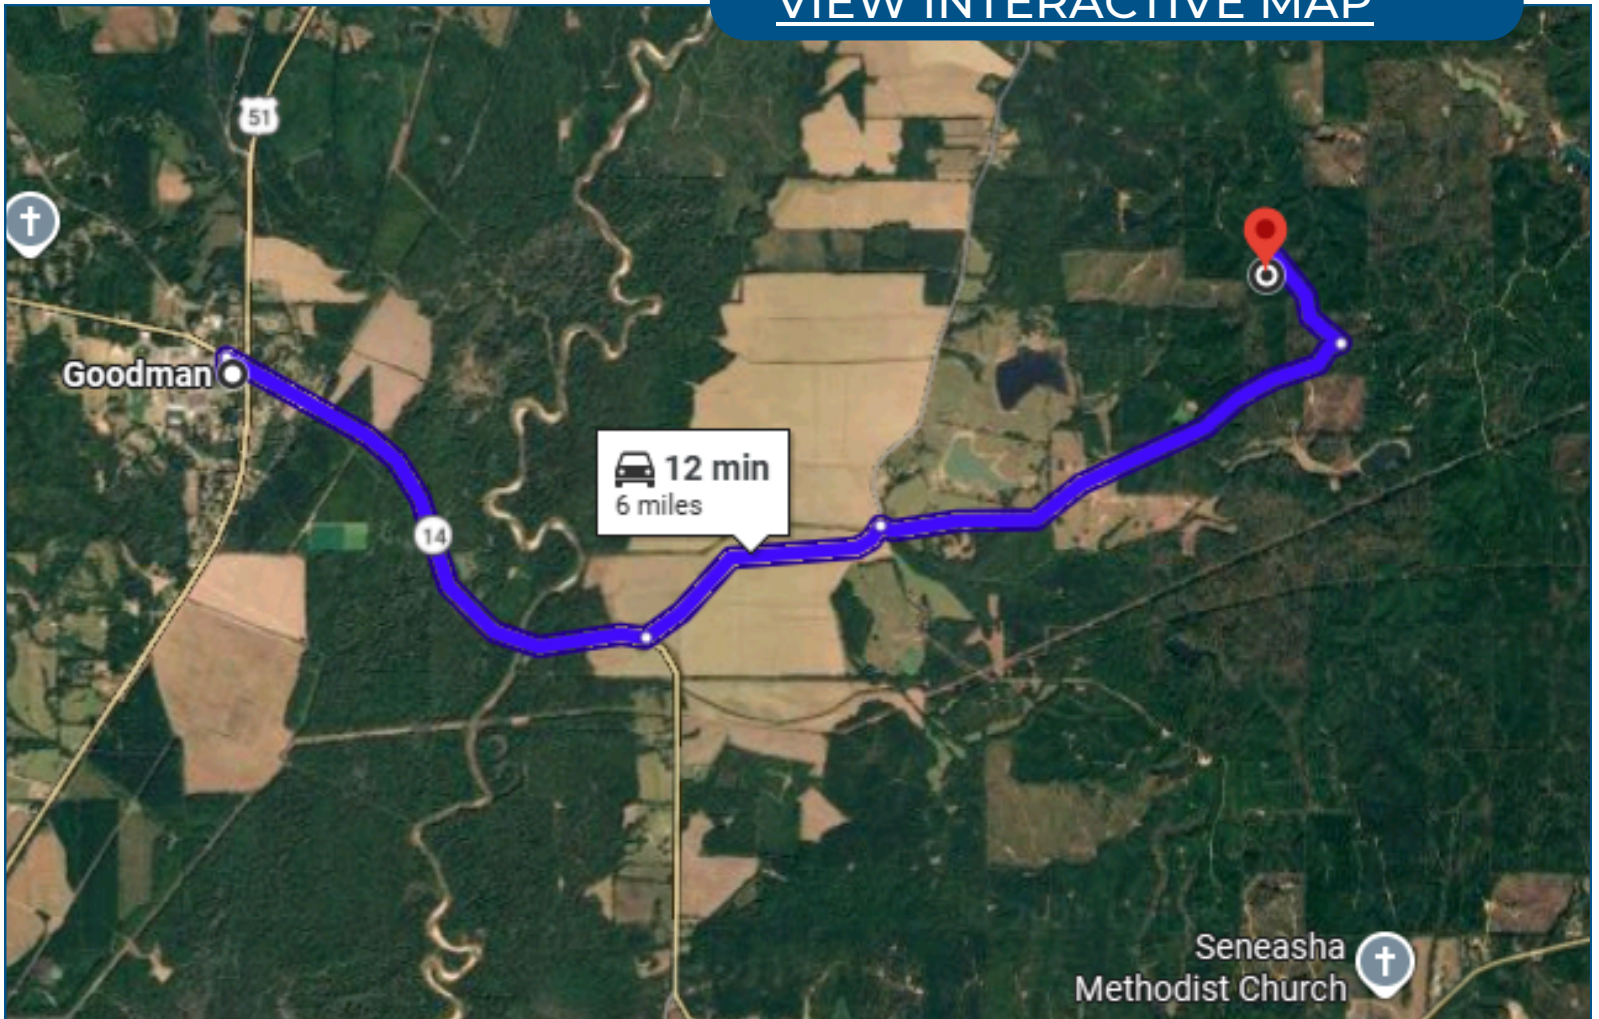 VIEW INTERACTIVE MAP
51
Goodman
12 min
6 miles
14
Seneasha
Methodist Church